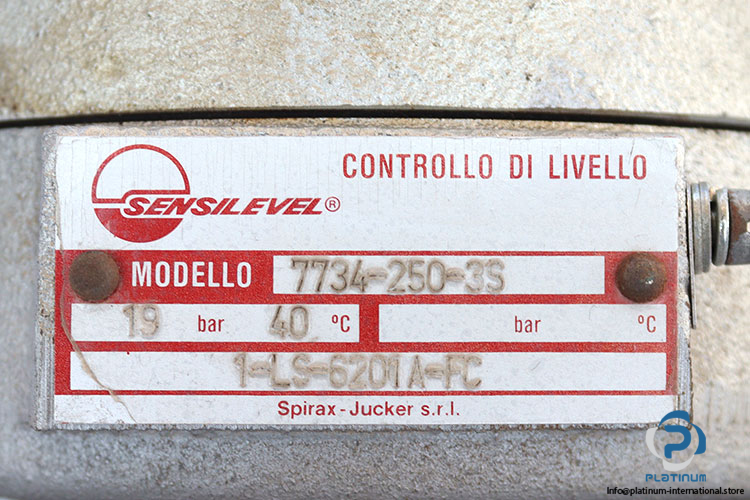 CONTROLLO DI LIVELLO
SENSILEVEL®
MODELLO 7734-250-3S
19 bar 40 °C bar °C
1-LS-6201A-FC
Spirax-Jucker s.r.l.
PLATINUM
Info@platinum-international.store